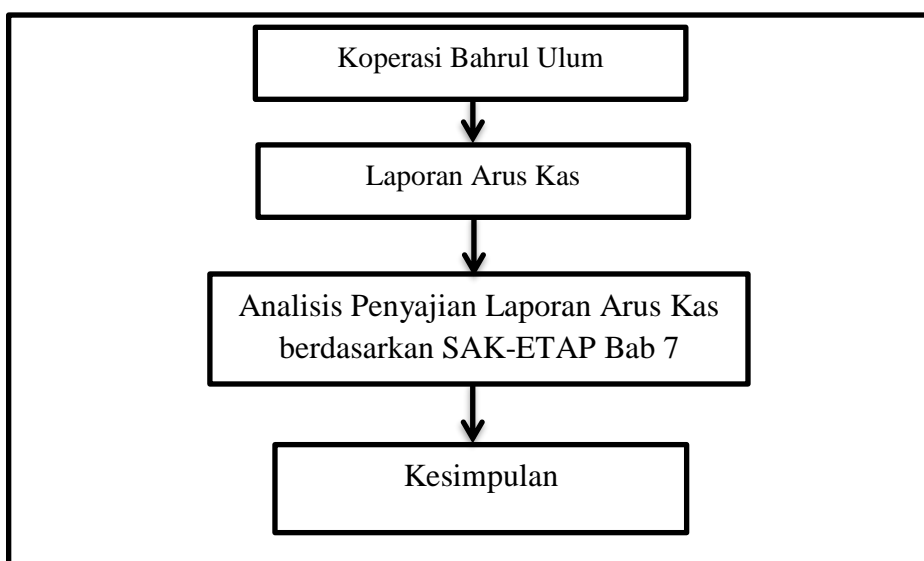 Koperasi Bahrul Ulum
Laporan Arus Kas
Analisis Penyajian Laporan Arus Kas
berdasarkan SAK-ETAP Bab 7
Kesimpulan